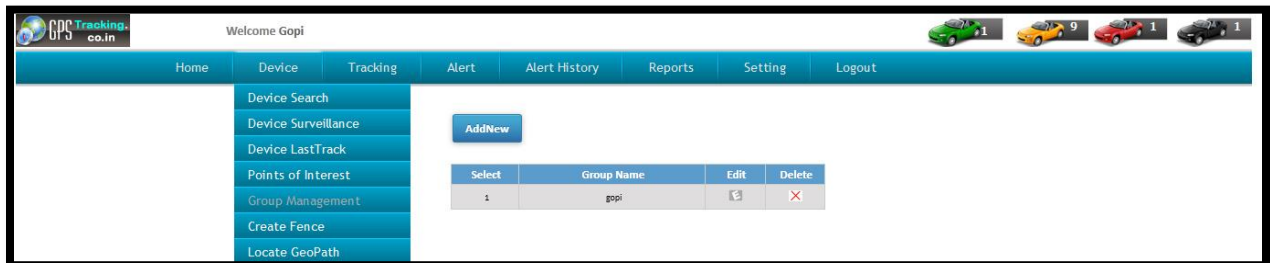 GPS Tracking.
co.in
Welcome Gopi
1 9 1 1
Home Device Tracking Alert Alert History Reports Setting Logout
Device Search
Device Surveillance
AddNew
Device LastTrack
Points of Interest
Select Group Name Edit Delete
Group Management
1 gopi
Create Fence
Locate GeoPath